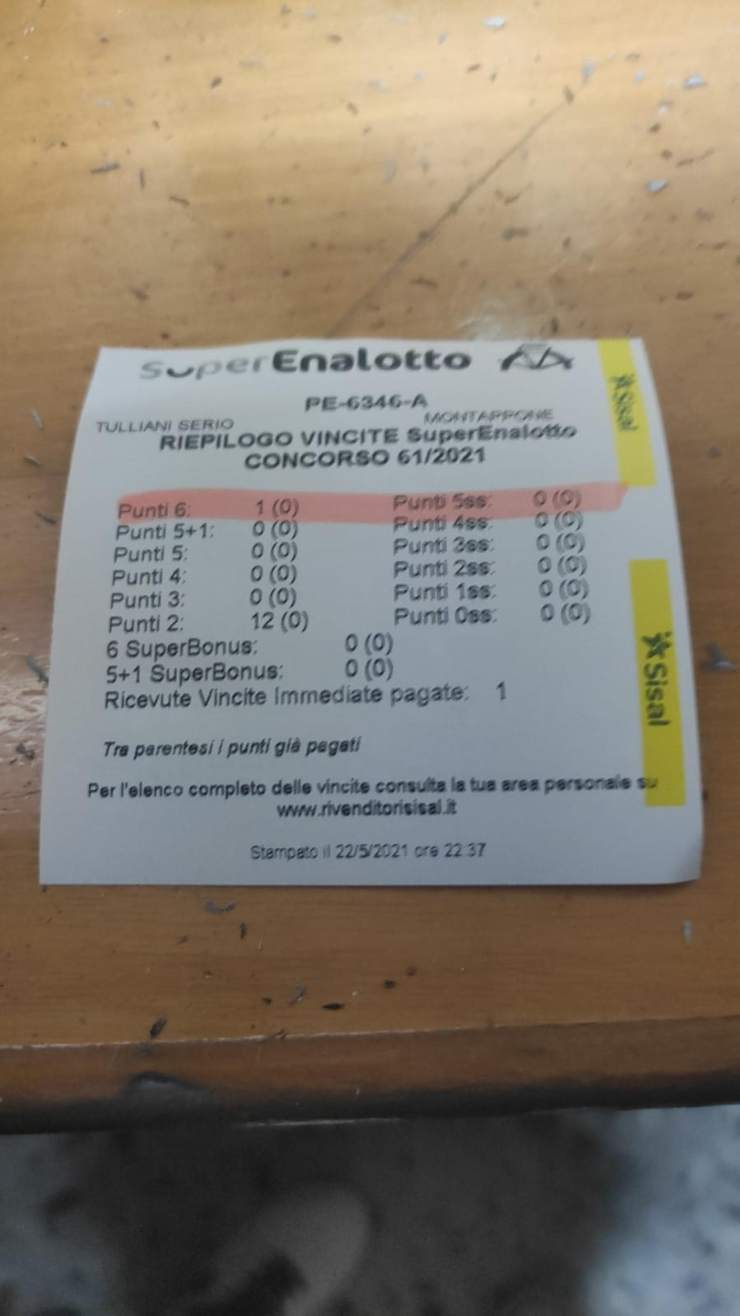 SuperEnalotto
Sisal
PE-6346-A
TULLIANI SERIO MONTAPPONE
RIEPILOGO VINCITE SuperEnalotto
CONCORSO 61/2021
Punti 6: 1 (0) Punti 5ss: 0 (0)
Punti 5+1: 0 (0) Punti 4ss: 0 (0)
Punti 5: 0 (0) Punti 3ss: 0 (0)
Punti 4: 0 (0) Punti 2ss: 0 (0)
Punti 3: 0 (0) Punti 1ss: 0 (0)
Punti 2: 12 (0) Punti 0ss: 0 (0)
6 SuperBonus: 0 (0)
5+1 SuperBonus: 0 (0)
Ricevute Vincite Immediate pagate: 1
Sisal
Tra parentesi i punti già pagati
Per l'elenco completo delle vincite consulta la tua area personale su
www.rivenditorisisal.it
Stampato il 22/5/2021 ore 22:37